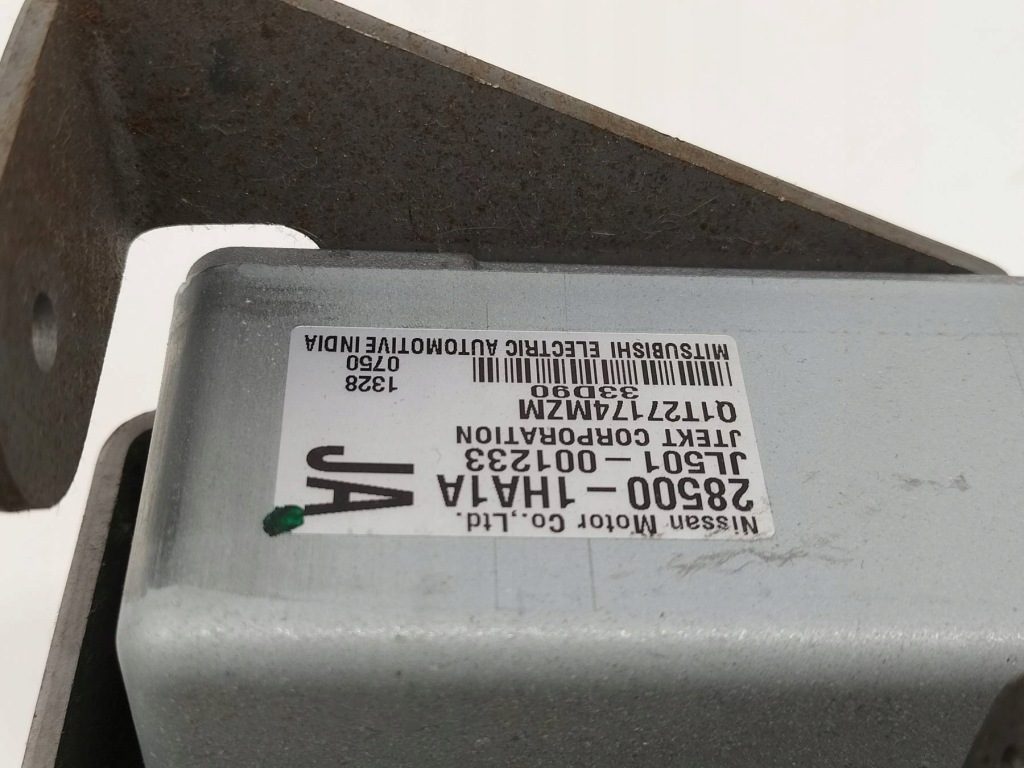 Nissan Motor Co.,Ltd.
28500-1HA1A
JA
JL501-001233
JTEKT CORPORATION
Q1T27174MZM
33D90
1328
0750
MITSUBISHI ELECTRIC AUTOMOTIVE INDIA